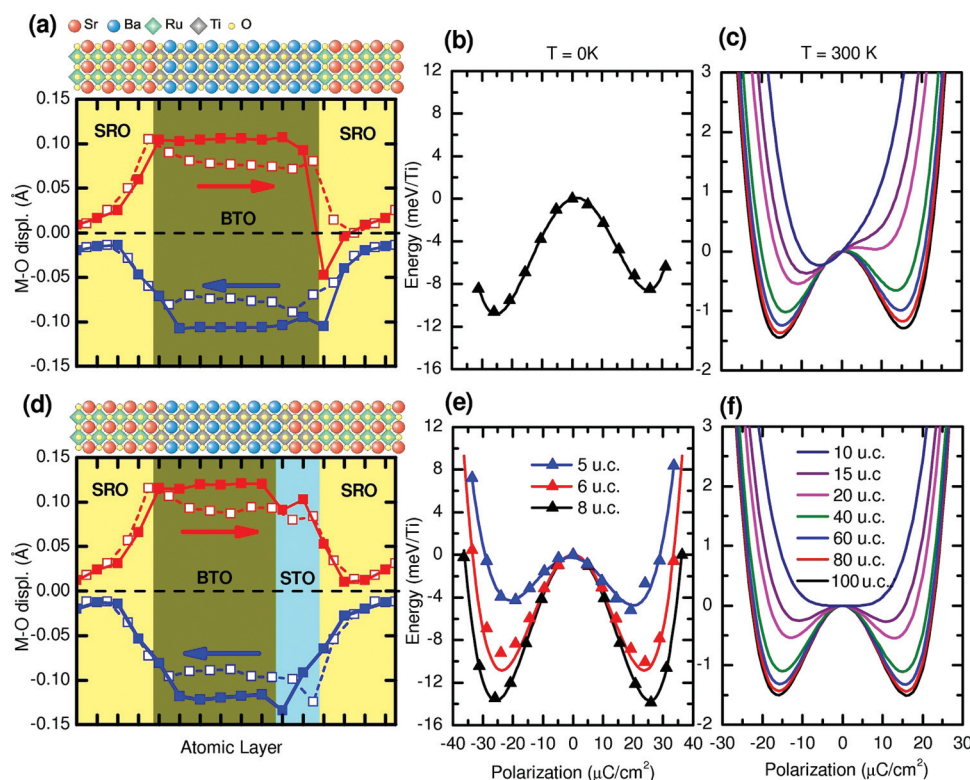 Sr Ba Ru Ti O
(a)
0.15
0.10
0.05
0.00
-0.05
-0.10
-0.15
M-O displ. (Å)
SRO
BTO
SRO
(b)
T = 0K
12
8
4
0
-4
-8
-12
-16
Energy (meV/Ti)
(c)
T = 300 K
3
2
1
0
-1
-2
(d)
0.15
0.10
0.05
0.00
-0.05
-0.10
-0.15
M-O displ. (Å)
SRO
BTO
STO
SRO
Atomic Layer
(e)
12
8
4
0
-4
-8
-12
-16
Energy (meV/Ti)
5 u.c.
6 u.c.
8 u.c.
-40 -30 -20 -10 0 10 20 30 40
Polarization (μC/cm²)
(f)
3
2
1
0
-1
-2
10 u.c.
15 u.c.
20 u.c.
40 u.c.
60 u.c.
80 u.c.
100 u.c.
-30 -20 -10 0 10 20 30
Polarization (μC/cm²)